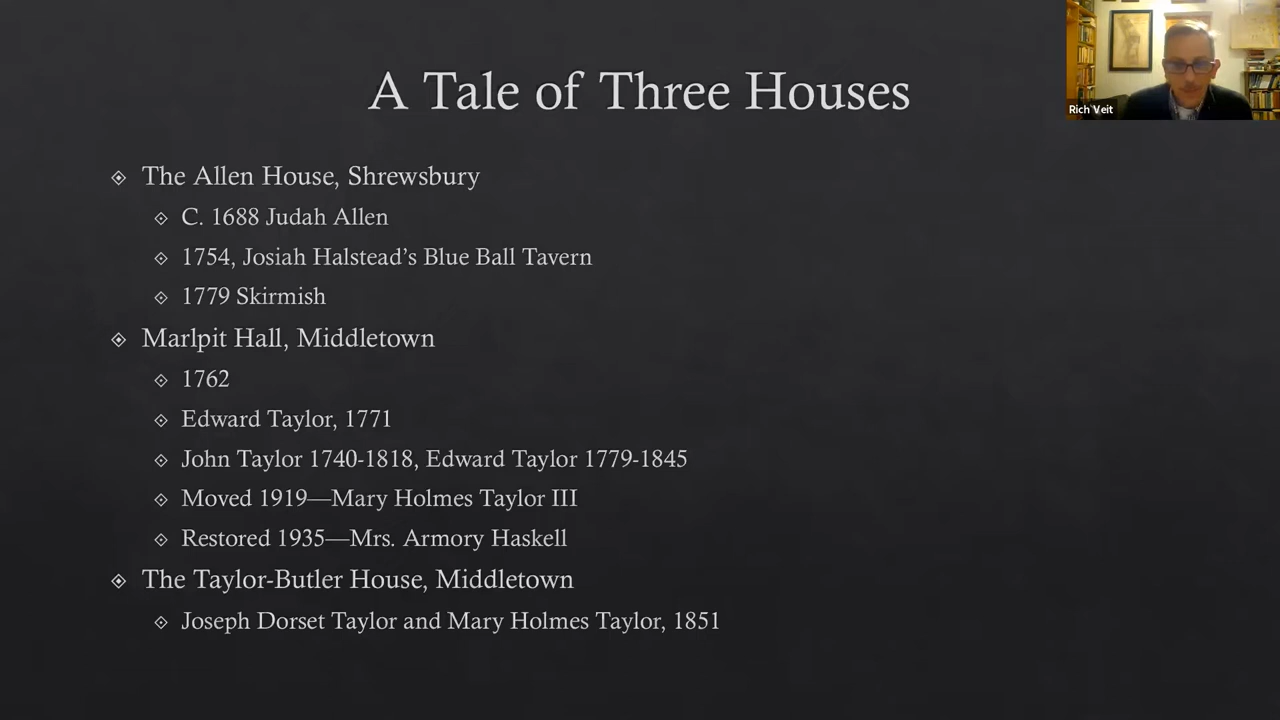 A Tale of Three Houses
Rich Veit
The Allen House, Shrewsbury
C. 1688 Judah Allen
1754, Josiah Halstead’s Blue Ball Tavern
1779 Skirmish
Marlpit Hall, Middletown
1762
Edward Taylor, 1771
John Taylor 1740-1818, Edward Taylor 1779-1845
Moved 1919—Mary Holmes Taylor III
Restored 1935—Mrs. Armory Haskell
The Taylor-Butler House, Middletown
Joseph Dorset Taylor and Mary Holmes Taylor, 1851